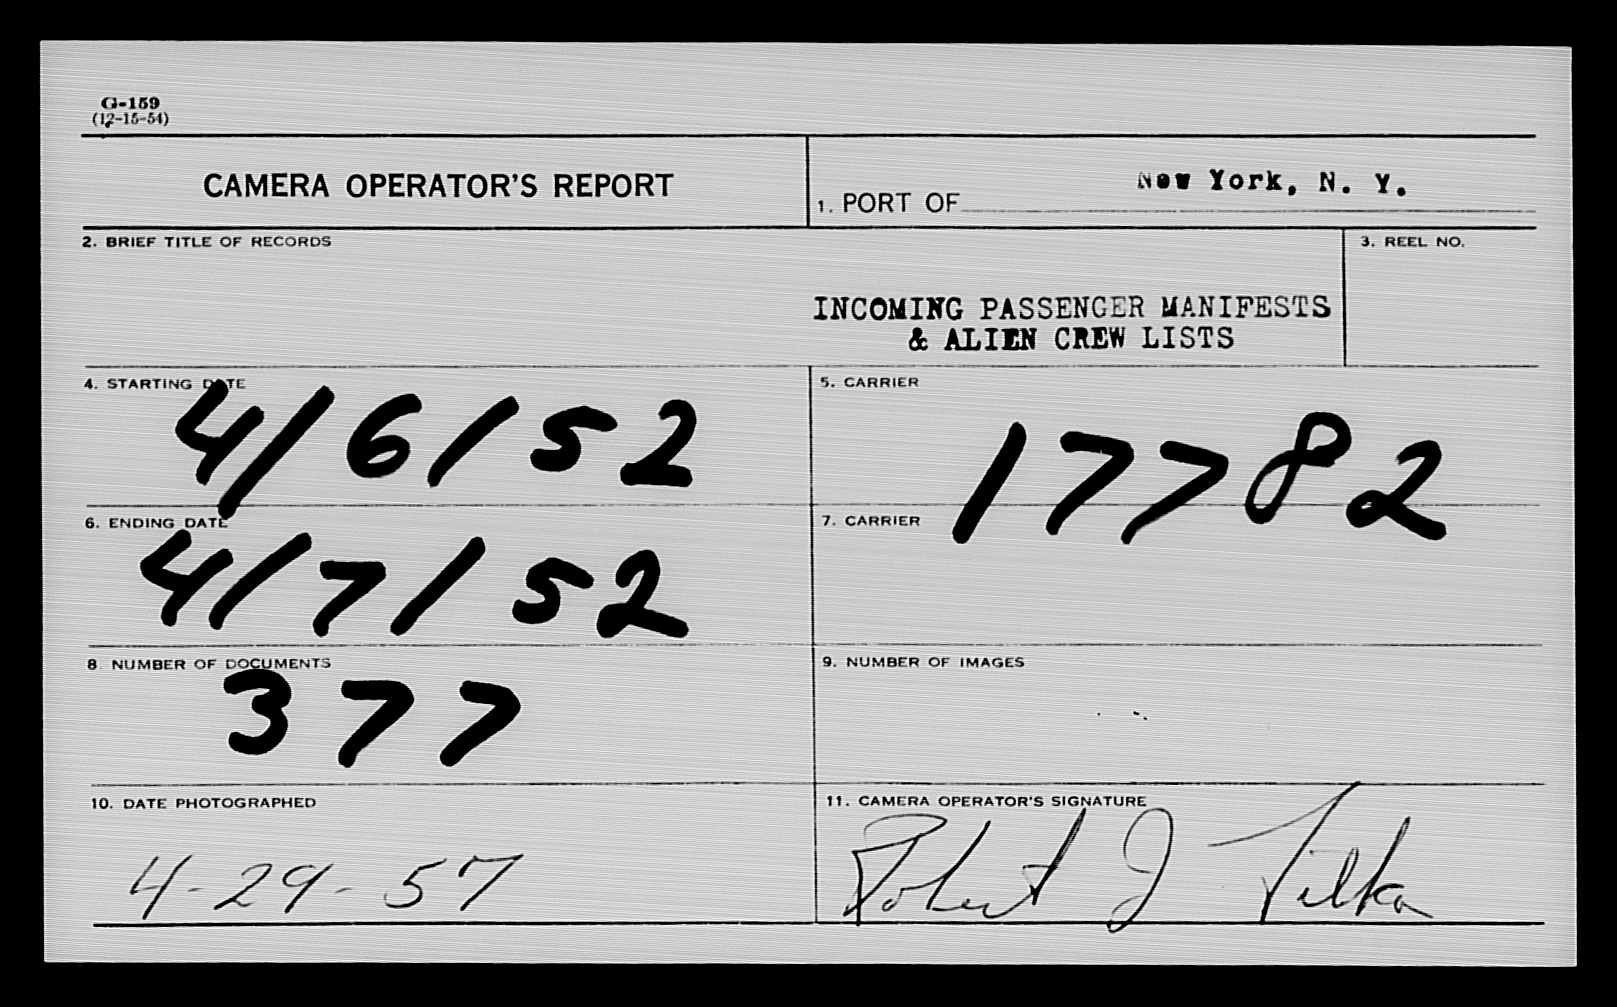 G-159
(12-15-54)
CAMERA OPERATOR'S REPORT
1. PORT OF New York, N. Y.
2. BRIEF TITLE OF RECORDS
3. REEL NO.
INCOMING PASSENGER MANIFESTS
& ALIEN CREW LISTS
4. STARTING DATE
4/6/52
5. CARRIER
17782
6. ENDING DATE
4/7/52
7. CARRIER
8. NUMBER OF DOCUMENTS
377
9. NUMBER OF IMAGES
10. DATE PHOTOGRAPHED
4-29-57
11. CAMERA OPERATOR'S SIGNATURE
Robert J